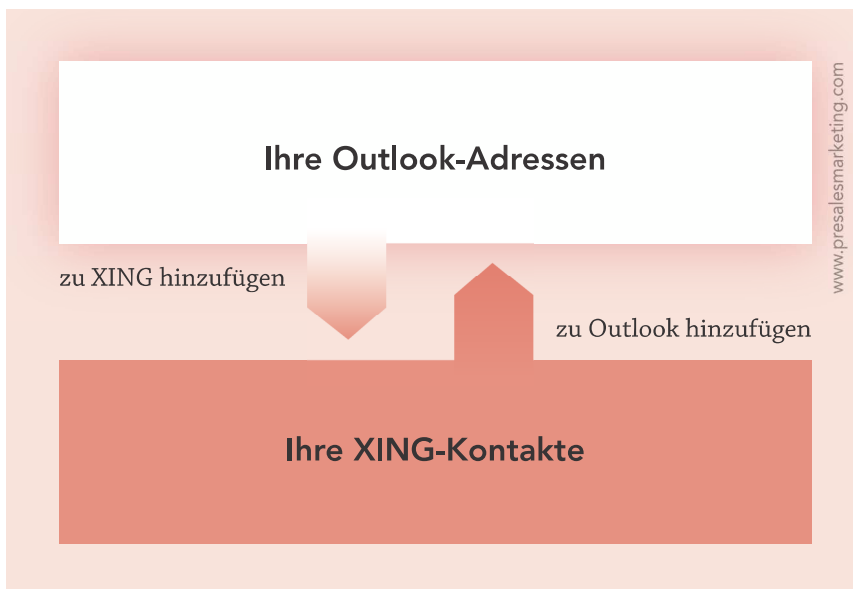 Ihre Outlook-Adressen
zu XING hinzufügen
zu Outlook hinzufügen
Ihre XING-Kontakte
www.presalesmarketing.com